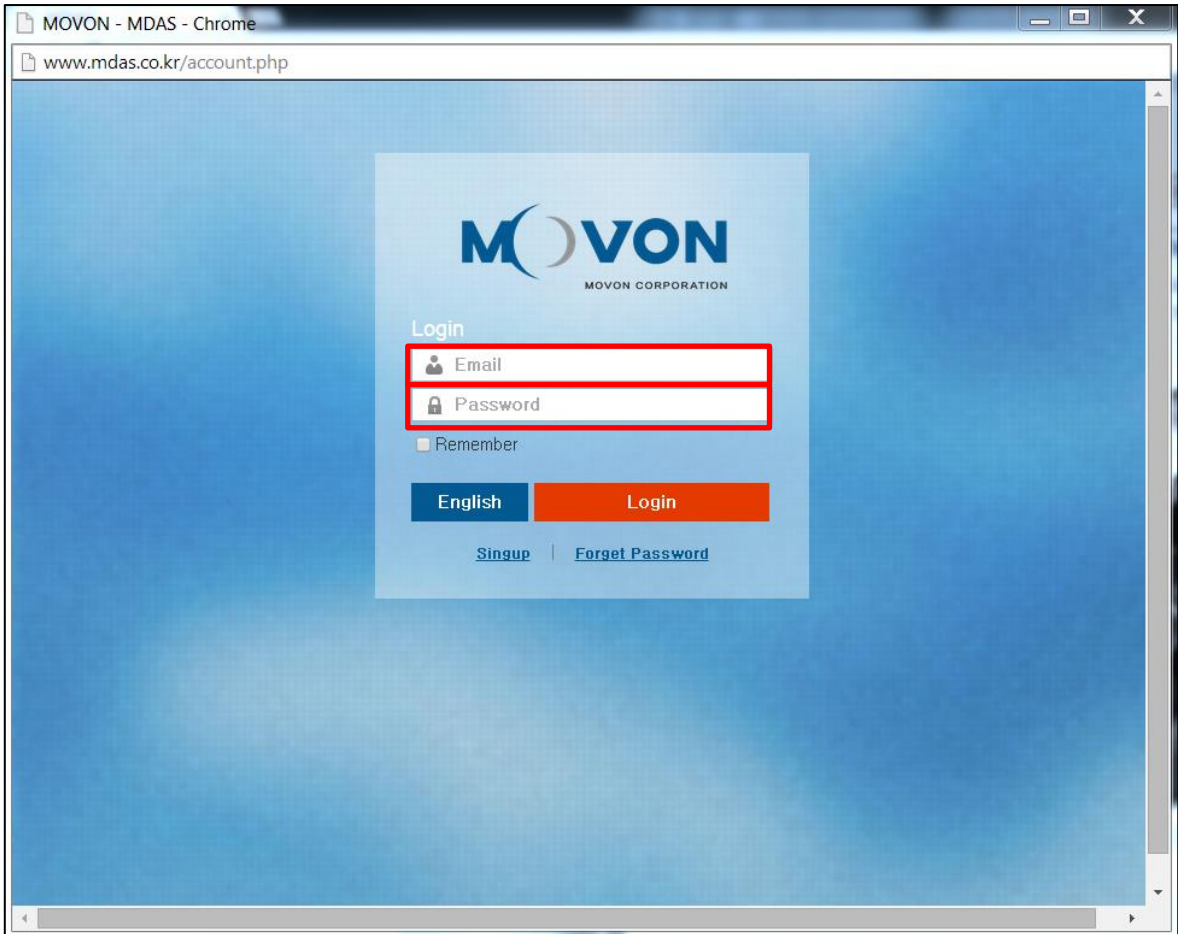 MOVON - MDAS - Chrome
www.mdas.co.kr/account.php
MOVON
MOVON CORPORATION
Login
Email
Password
Remember
English Login
Singup | Forget Password